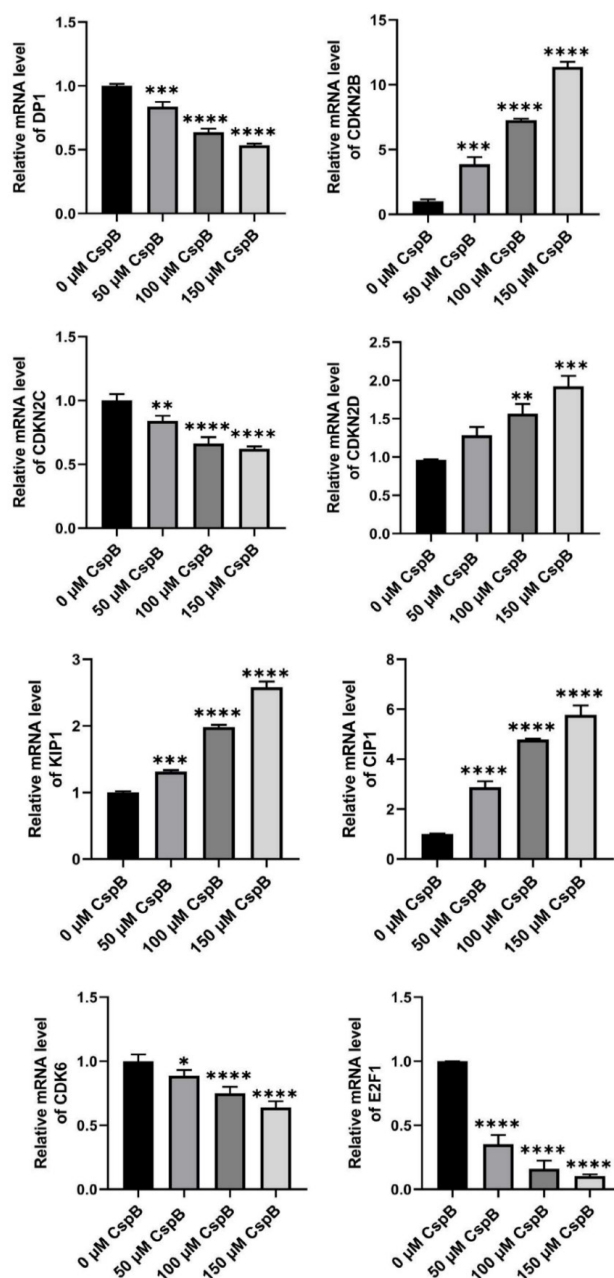 Relative mRNA level
of DP1
1.5
1.0
0.5
0.0
***
****
****
0 µM CspB
50 µM CspB
100 µM CspB
150 µM CspB
Relative mRNA level
of CDKN2B
15
10
5
0
***
****
****
0 µM CspB
50 µM CspB
100 µM CspB
150 µM CspB
Relative mRNA level
of CDKN2C
1.5
1.0
0.5
0.0
**
****
****
0 µM CspB
50 µM CspB
100 µM CspB
150 µM CspB
Relative mRNA level
of CDKN2D
2.5
2.0
1.5
1.0
0.5
0.0
**
***
0 µM CspB
50 µM CspB
100 µM CspB
150 µM CspB
Relative mRNA level
of KIP1
3
2
1
0
***
****
****
0 µM CspB
50 µM CspB
100 µM CspB
150 µM CspB
Relative mRNA level
of CIP1
8
6
4
2
0
****
****
****
0 µM CspB
50 µM CspB
100 µM CspB
150 µM CspB
Relative mRNA level
of CDK6
1.5
1.0
0.5
0.0
*
****
****
0 µM CspB
50 µM CspB
100 µM CspB
150 µM CspB
Relative mRNA level
of E2F1
1.5
1.0
0.5
0.0
****
****
****
0 µM CspB
50 µM CspB
100 µM CspB
150 µM CspB